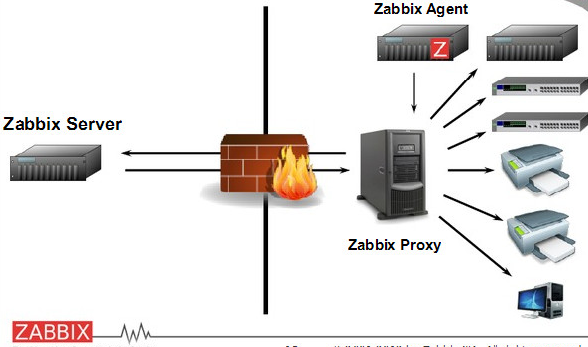 Zabbix Agent
Z
Zabbix Server
Zabbix Proxy
ZABBIX